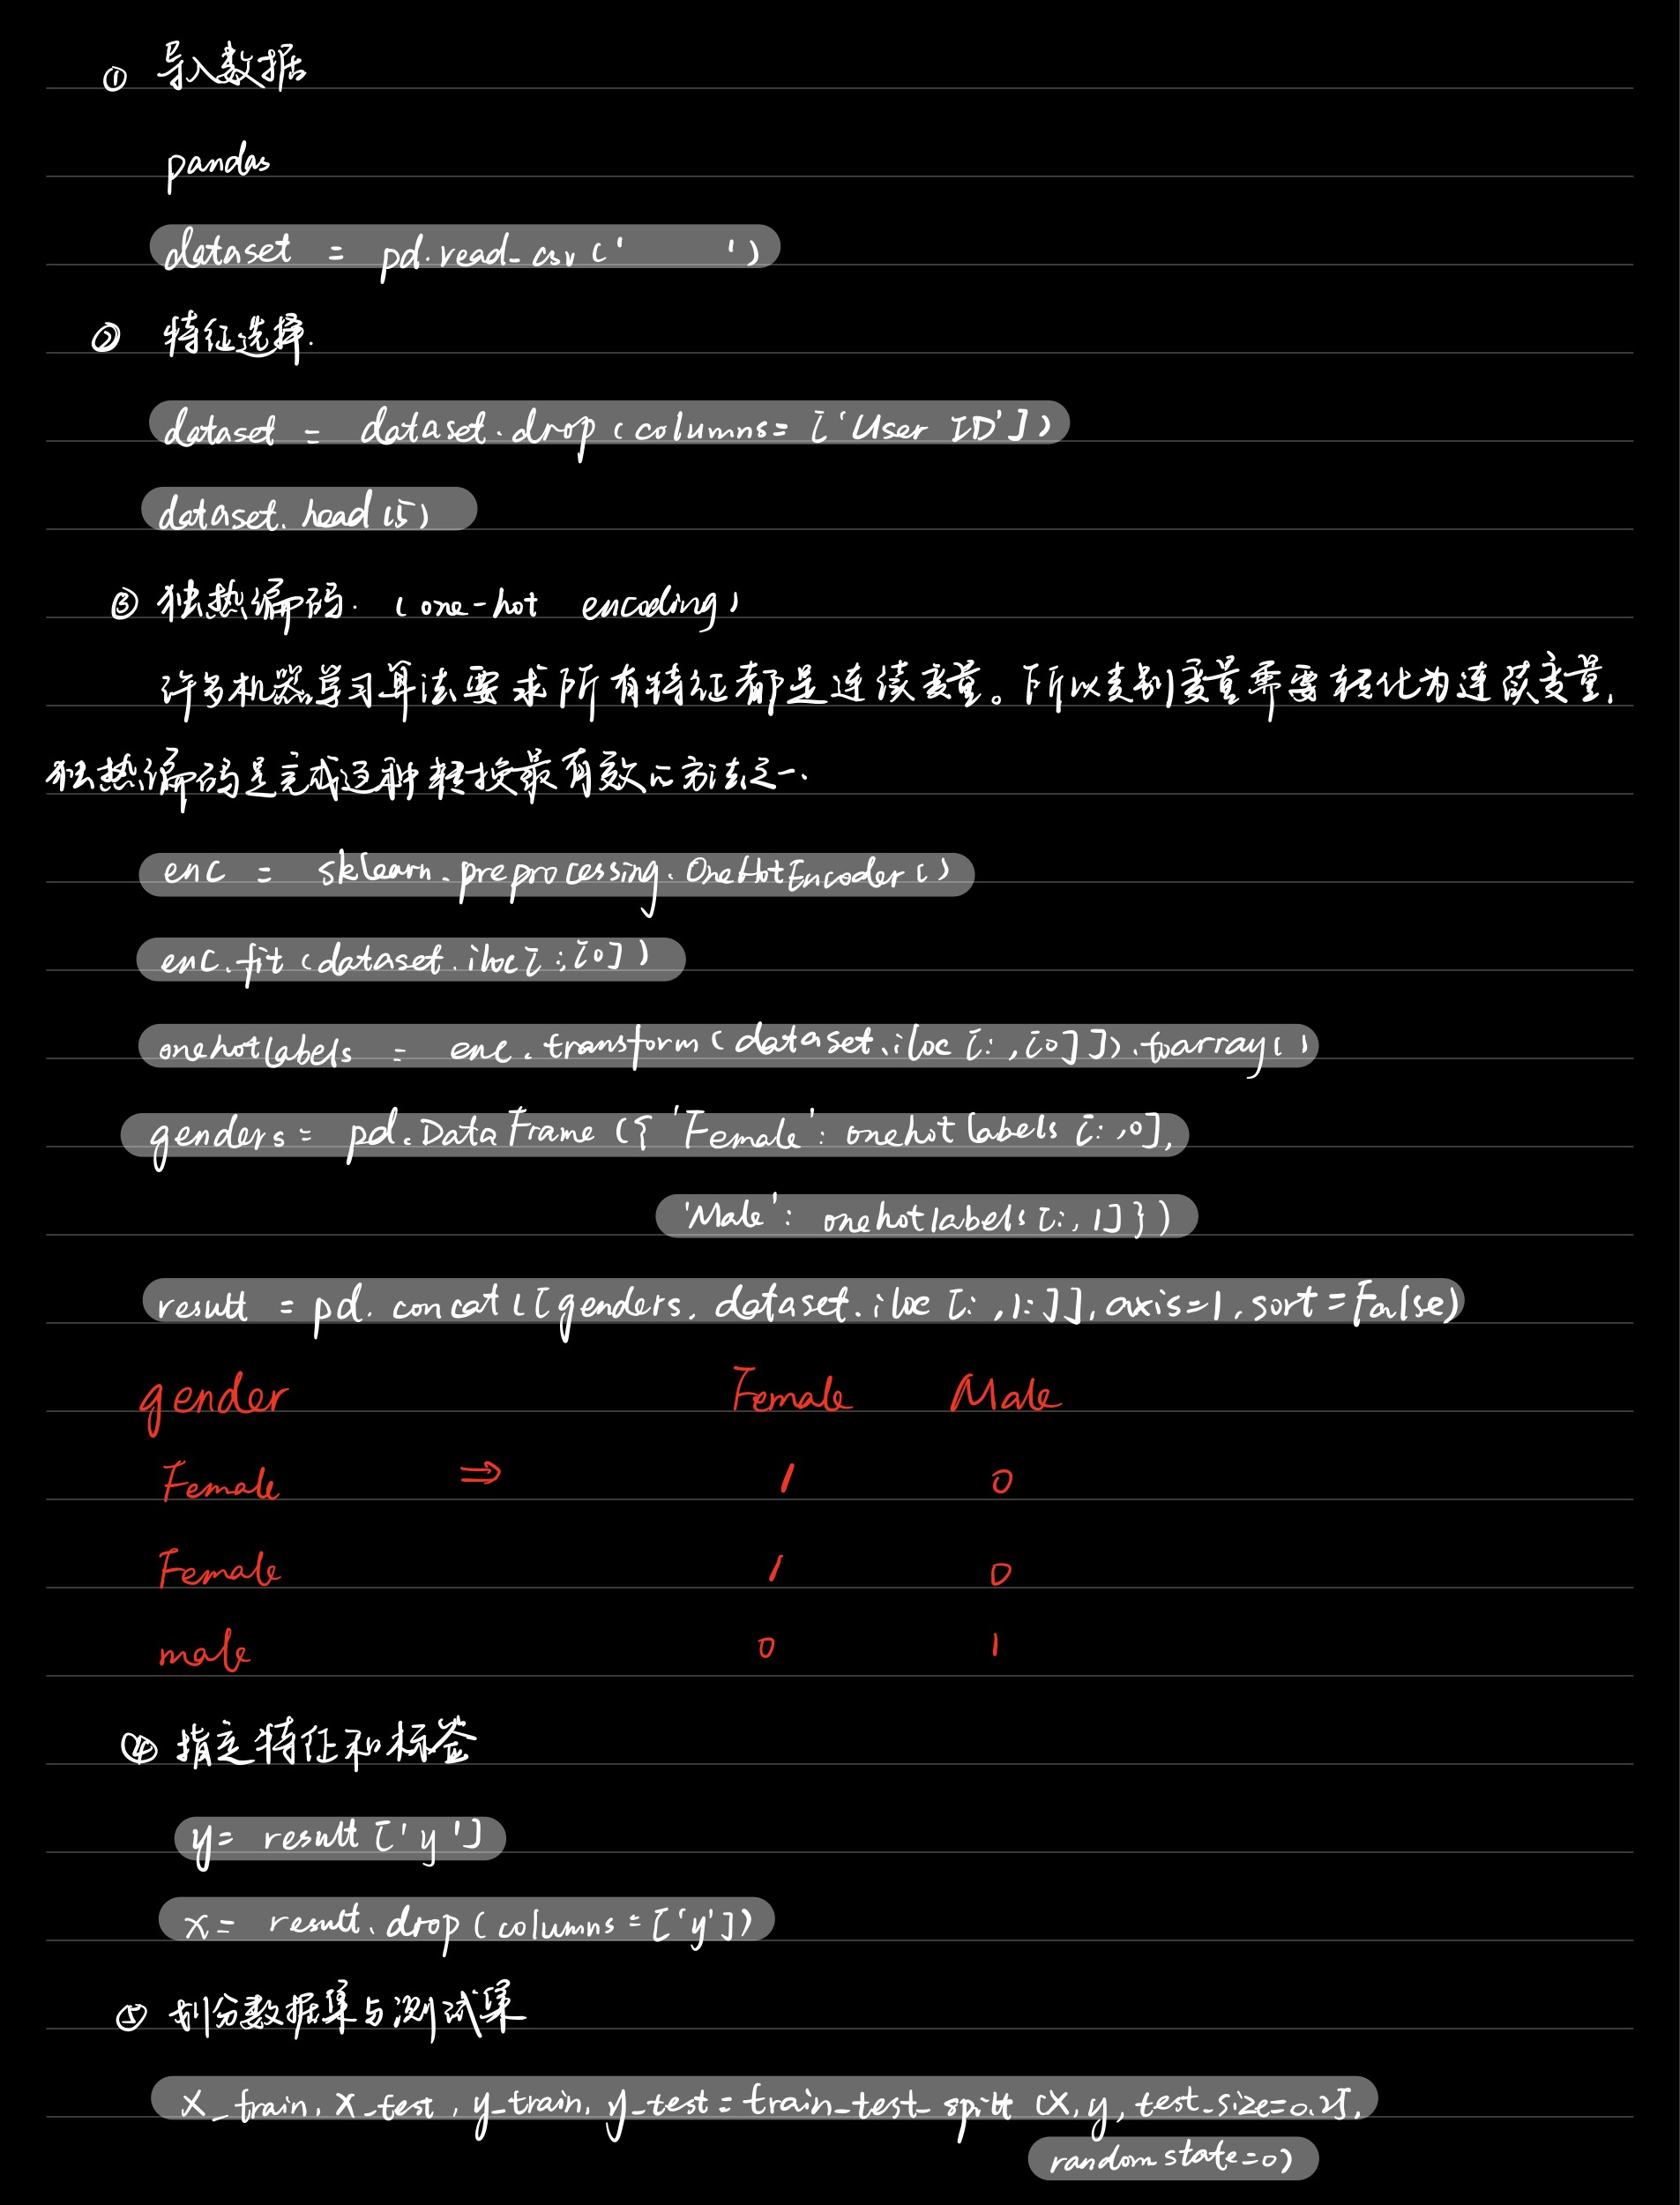 ① 导入数据
pandas
dataset = pd.read_csv(' ')
② 特征选择.
dataset = dataset.drop(columns=['User ID'])
dataset.head(5)
③ 独热编码. (one-hot encoding)
许多机器学习算法要求所有特征都是连续变量。所以类别变量需要转化为连续变量,
独热编码是完成这种转换最有效的方法之一.
enc = sklearn.preprocessing.OneHotEncoder()
enc.fit(dataset.iloc[:,[0])
onehotlabels = enc.transform(dataset.iloc[:,[0]]).toarray()
genders = pd.DataFrame({'Female': onehotlabels[:,0],
'Male': onehotlabels[:,1]})
result = pd.concat([genders, dataset.iloc[:,1:]], axis=1, sort=False)
gender Female Male
Female ⇒ 1 0
Female 1 0
male 0 1
④ 指定特征和标签
y= result['y']
x= result.drop(columns=['y'])
⑤ 划分数据集与测试集
X_train, X_test, y_train, y_test = train_test_split(X, y, test_size=0.25,
random state=0)